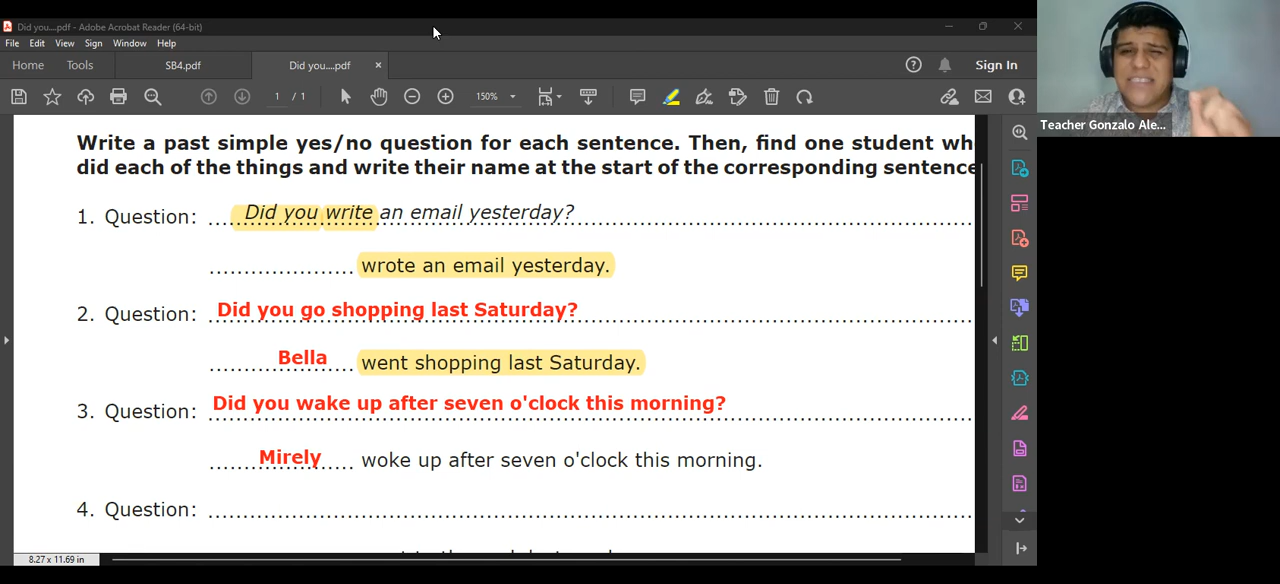 Did you....pdf - Adobe Acrobat Reader (64-bit)
File Edit View Sign Window Help
Home Tools SB4.pdf Did you....pdf × Sign In
1 / 1 150%
Teacher Gonzalo Ale...
Write a past simple yes/no question for each sentence. Then, find one student wh
did each of the things and write their name at the start of the corresponding sentence
1. Question: Did you write an email yesterday?
wrote an email yesterday.
2. Question: Did you go shopping last Saturday?
Bella went shopping last Saturday.
3. Question: Did you wake up after seven o'clock this morning?
Mirely woke up after seven o'clock this morning.
4. Question:
8.27 x 11.69 in